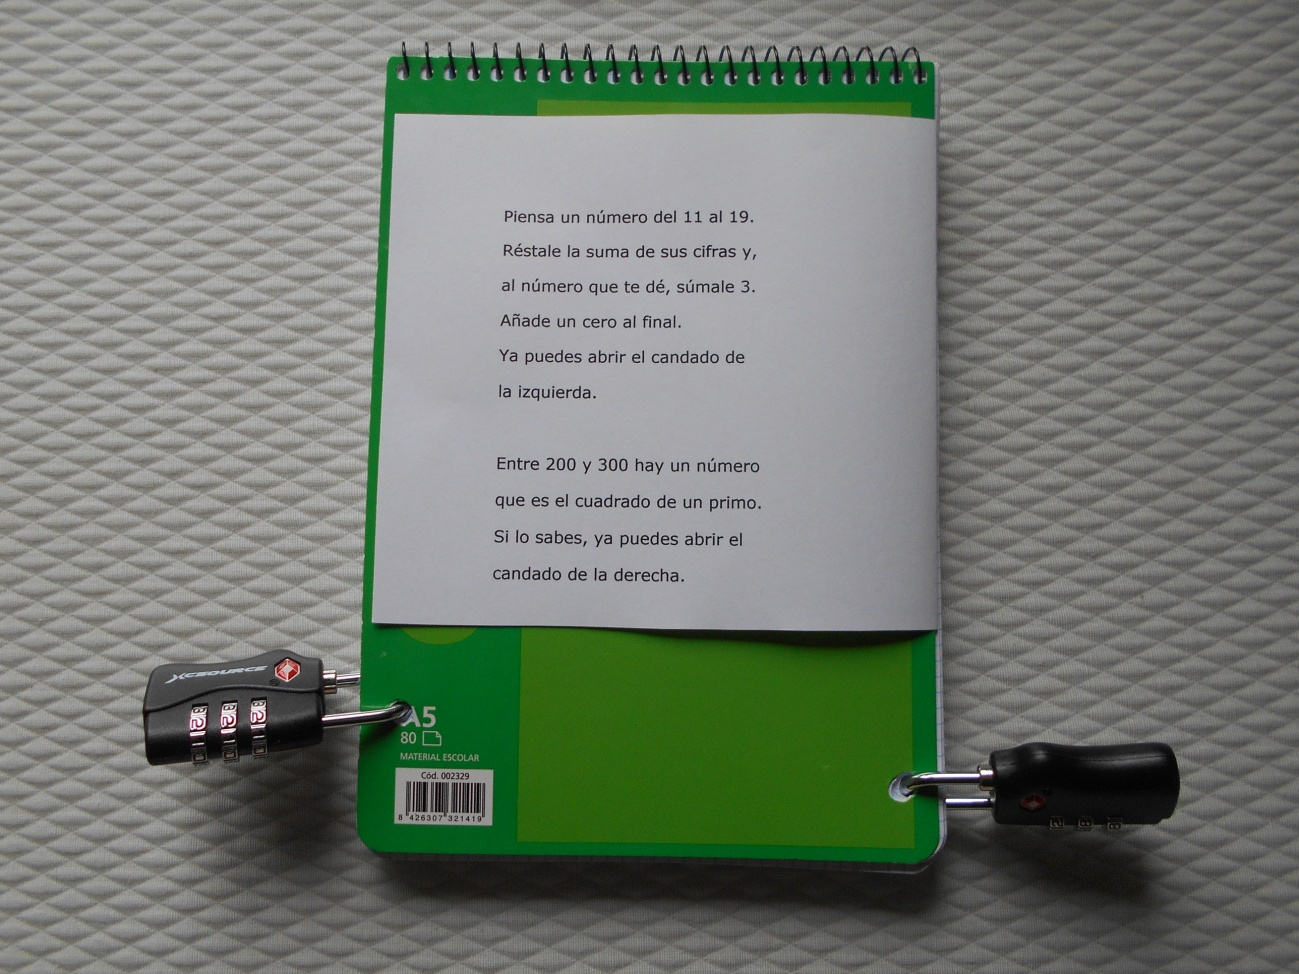 Piensa un número del 11 al 19.
Réstale la suma de sus cifras y,
al número que te dé, súmale 3.
Añade un cero al final.
Ya puedes abrir el candado de
la izquierda.
Entre 200 y 300 hay un número
que es el cuadrado de un primo.
Si lo sabes, ya puedes abrir el
candado de la derecha.
XCSOURCE
A5
80
MATERIAL ESCOLAR
Cód. 002329
8 426307 321419